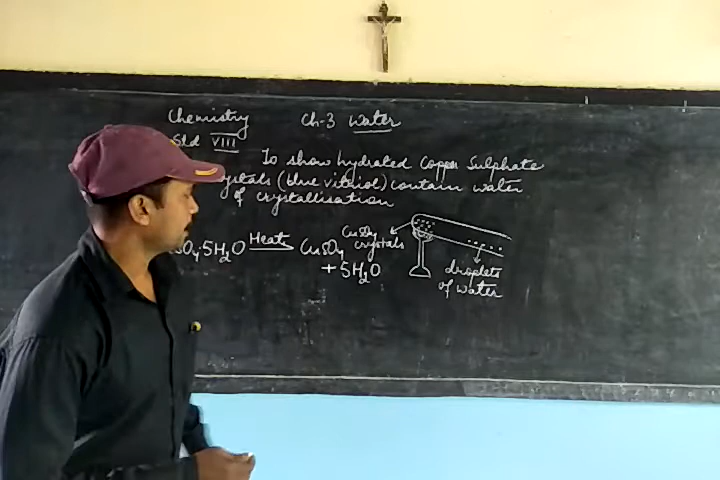 Chemistry Ch-3 Water
Std VIII
To show hydrated Copper Sulphate
ystals (blue vitriol) contain water
of crystallisation
SO4·5H2O Heat CuSO4
+ 5H2O
CuSO4
crystals
droplets
of water